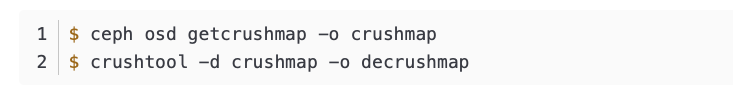 1 $ ceph osd getcrushmap -o crushmap
2 $ crushtool -d crushmap -o decrushmap